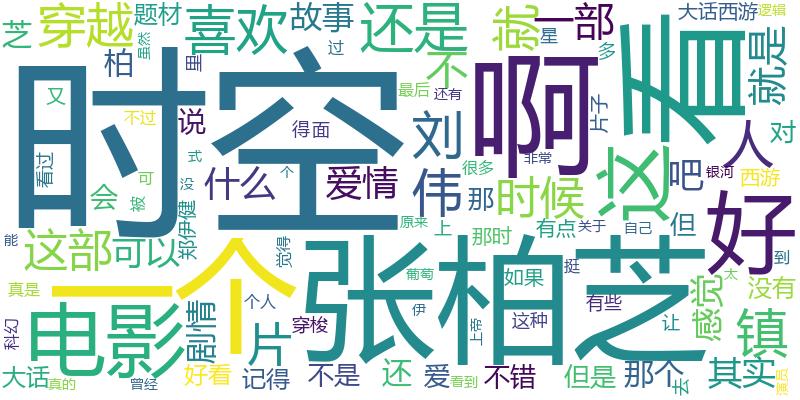 芝
穿越
题材
虽然
喜欢
故事
过
还是
就
一部
星
多
大话西游
逻辑
柏
里
不
最后
还有
就是
时空
啊
看
又
看过
不过
说
得
面
刘伟
片子
人
对
这
什么
爱情
很多
非常
吧
银河
西游
会
被
可
式
没
个
郑伊健
那
时候
好
能
这部
可以
觉得
原来
上
那时
有点
关于
自己
但
到
一个
张柏芝
真是
电影
剧情
片
个人
穿梭
葡萄
伊
上帝
如果
这种
挺
有些
让
感觉
太
没有
镇
科幻
大话
真的
曾经
好看
记得
不是
还
爱
看到
不错
但是
那个
去
其实
演员